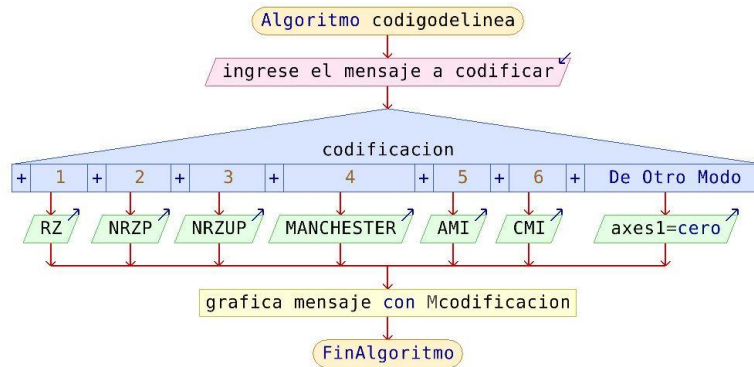 Algoritmo codigodelinea
ingrese el mensaje a codificar
codificacion
+ 1 + 2 + 3 + 4 + 5 + 6 + De Otro Modo
RZ NRZP NRZUP MANCHESTER AMI CMI axes1=cero
grafica mensaje con Mcodificacion
FinAlgoritmo